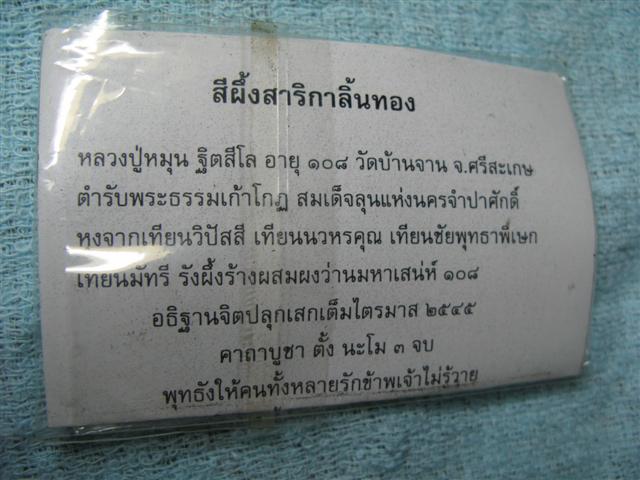 สีผึ้งสาริกาลิ้นทอง
หลวงปู่หมุน ฐิตสีโล อายุ ๑๐๘ วัดบ้านจาน จ.ศรีสะเกษ
ตำรับพระธรรมเก้าโกฏ สมเด็จลุนแห่งนครจำปาศักดิ์
หุงจากเทียนวิปัสสี เทียนนวหรคุณ เทียนชัยพุทธาพิเษก
เทียนมัทรี รังผึ้งร้างผสมผงว่านมหาเสน่ห์ ๑๐๘
อธิฐานจิตปลุกเสกเต็มไตรมาส ๒๕๔๕
คาถาบูชา ตั้ง นะโม ๓ จบ
พุทธังให้คนทั้งหลายรักข้าพเจ้าไม่รู้วาย